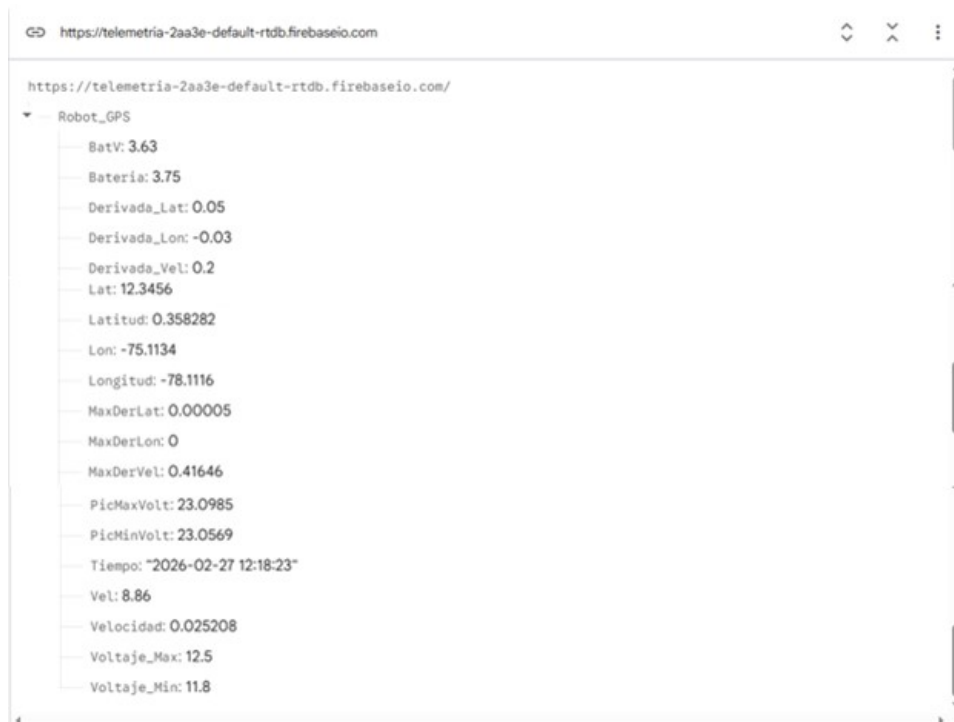 https://telemetria-2aa3e-default-rtdb.firebaseio.com
https://telemetria-2aa3e-default-rtdb.firebaseio.com/
Robot_GPS
BatV: 3.63
Bateria: 3.75
Derivada_Lat: 0.05
Derivada_Lon: -0.03
Derivada_Vel: 0.2
Lat: 12.3456
Latitud: 0.358282
Lon: -75.1134
Longitud: -78.1116
MaxDerLat: 0.00005
MaxDerLon: 0
MaxDerVel: 0.41646
PicMaxVolt: 23.0985
PicMinVolt: 23.0569
Tiempo: "2026-02-27 12:18:23"
Vel: 8.86
Velocidad: 0.025208
Voltaje_Max: 12.5
Voltaje_Min: 11.8